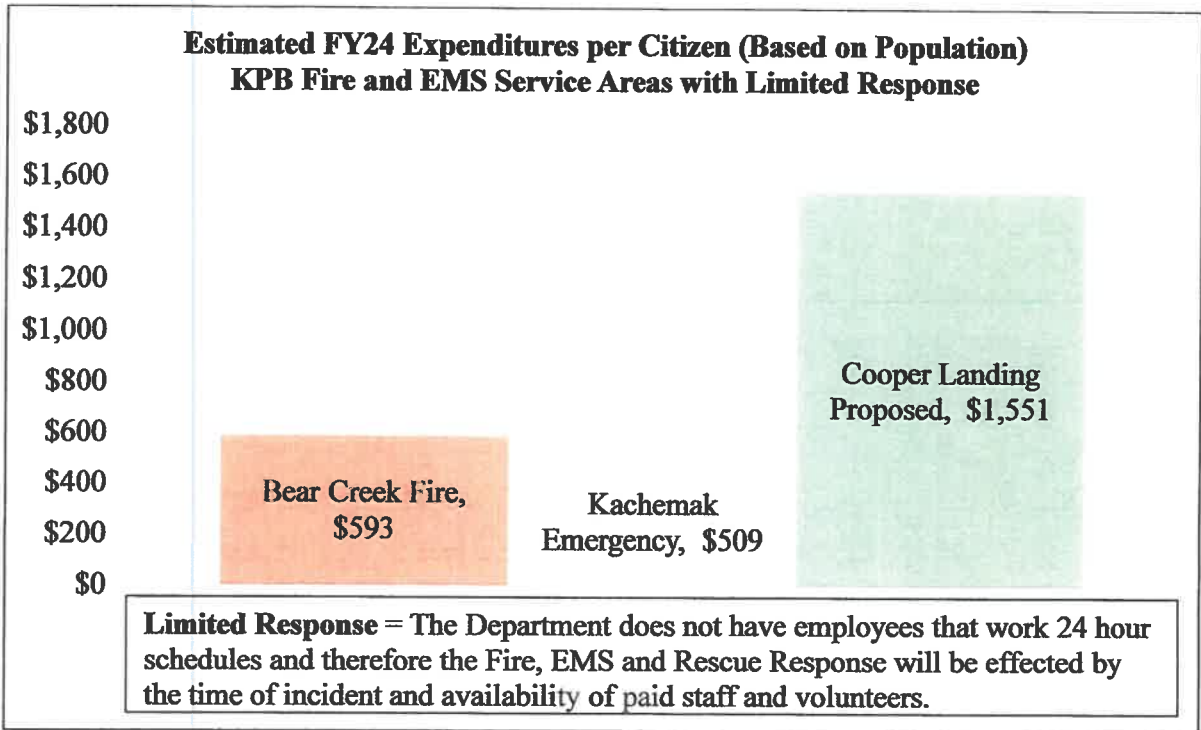 Estimated FY24 Expenditures per Citizen (Based on Population)
KPB Fire and EMS Service Areas with Limited Response
$1,800
$1,600
$1,400
$1,200
$1,000
$800
$600
$400
$200
$0
Bear Creek Fire,
$593
Kachemak
Emergency, $509
Cooper Landing
Proposed, $1,551
Limited Response = The Department does not have employees that work 24 hour
schedules and therefore the Fire, EMS and Rescue Response will be effected by
the time of incident and availability of paid staff and volunteers.